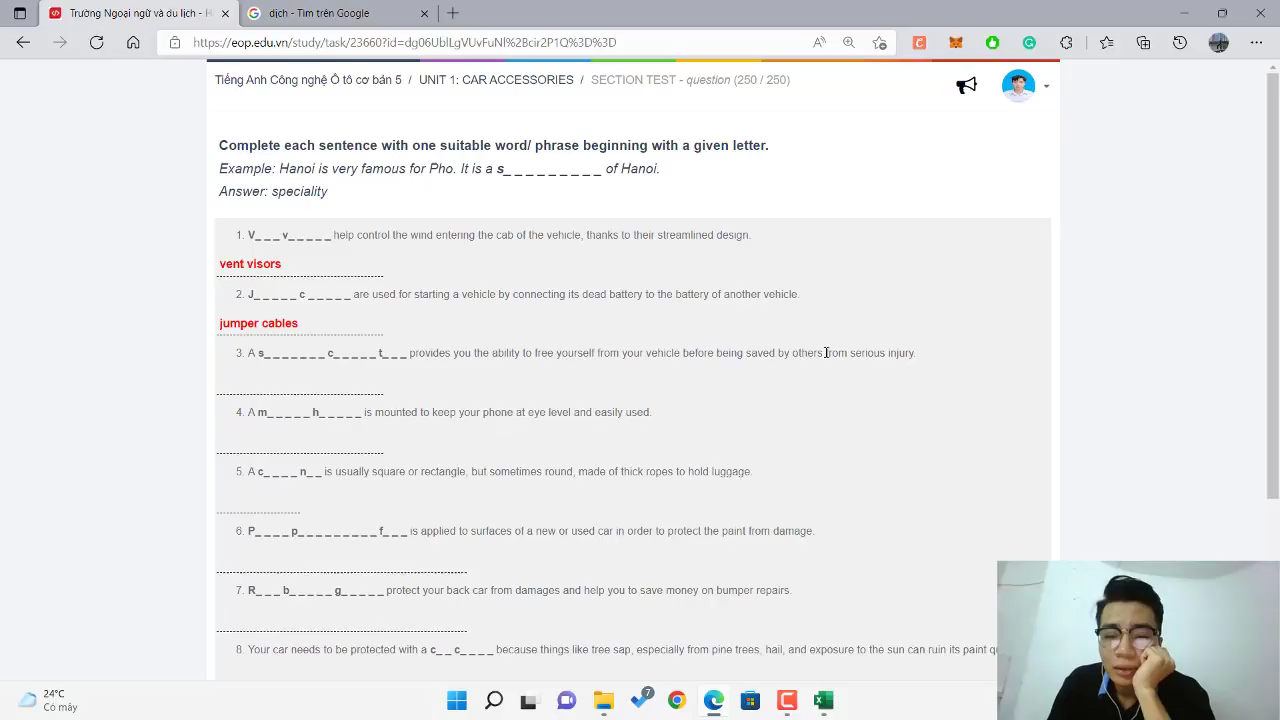 Trường Ngoại ngữ và du lịch - H
dịch - Tìm trên Google
https://eop.edu.vn/study/task/23660?id=dg06UblLgVUvFuNl%2Bcir2P1Q%3D%3D
Tiếng Anh Công nghệ Ô tô cơ bản 5 / UNIT 1: CAR ACCESSORIES / SECTION TEST - question (250 / 250)
Complete each sentence with one suitable word/ phrase beginning with a given letter.
Example: Hanoi is very famous for Pho. It is a s_ _ _ _ _ _ _ _ _ of Hanoi.
Answer: speciality
1. V_ _ _ v_ _ _ _ _ help control the wind entering the cab of the vehicle, thanks to their streamlined design.
vent visors
2. J_ _ _ _ _ c _ _ _ _ _ are used for starting a vehicle by connecting its dead battery to the battery of another vehicle.
jumper cables
3. A s_ _ _ _ _ _ _ c_ _ _ _ _ t_ _ _ provides you the ability to free yourself from your vehicle before being saved by others from serious injury.
4. A m_ _ _ _ _ h_ _ _ _ _ is mounted to keep your phone at eye level and easily used.
5. A c_ _ _ _ n_ _ is usually square or rectangle, but sometimes round, made of thick ropes to hold luggage.
6. P_ _ _ _ p_ _ _ _ _ _ _ _ _ f_ _ _ is applied to surfaces of a new or used car in order to protect the paint from damage.
7. R_ _ _ b_ _ _ _ _ g_ _ _ _ _ protect your back car from damages and help you to save money on bumper repairs.
8. Your car needs to be protected with a c_ _ c_ _ _ _ because things like tree sap, especially from pine trees, hail, and exposure to the sun can ruin its paint q
7
24°C
Có mây